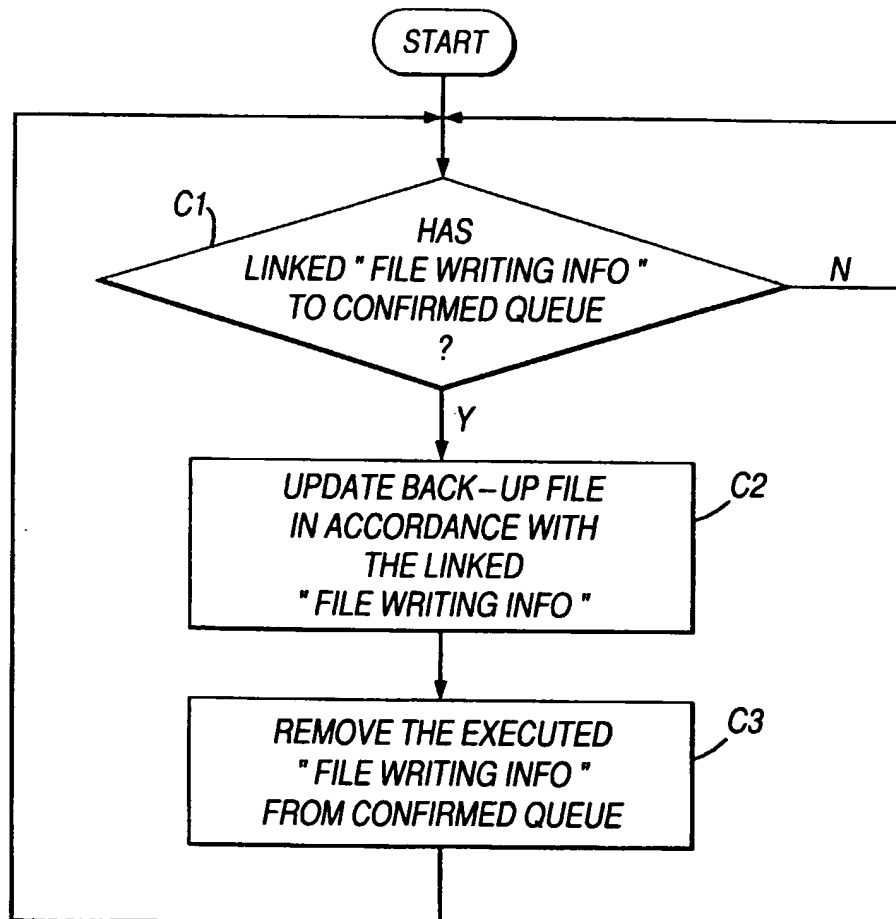 START
C1
HAS
LINKED " FILE WRITING INFO "
TO CONFIRMED QUEUE
?
N
Y
UPDATE BACK-UP FILE
IN ACCORDANCE WITH
THE LINKED
" FILE WRITING INFO "
C2
REMOVE THE EXECUTED
" FILE WRITING INFO "
FROM CONFIRMED QUEUE
C3